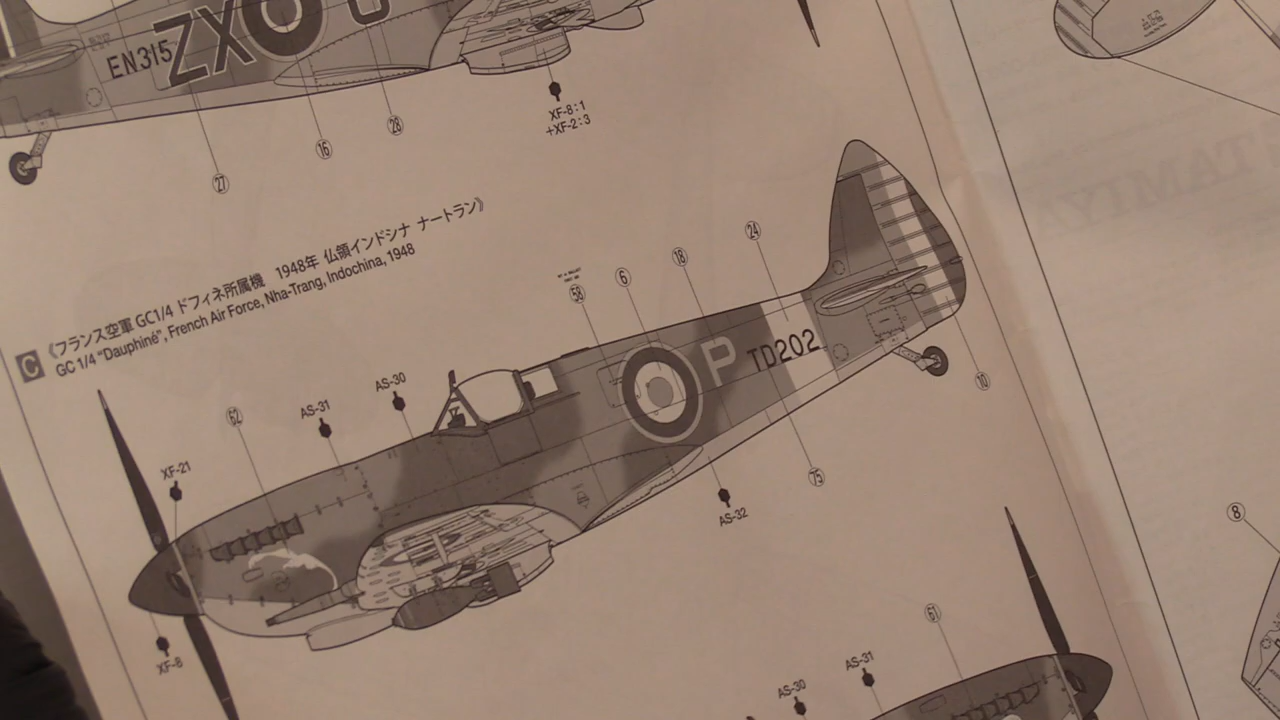 EN315
ZX
27
16
28
XF-8:1
+XF-2:3
TAMIYA
C
《フランス空軍 GC1/4 ドフィネ所属機 1948年 仏領インドシナ ナートラン》
GC 1/4 "Dauphiné", French Air Force, Nha-Trang, Indochina, 1948
XF-21
62
AS-31
AS-30
58
6
18
24
P
TD202
10
75
AS-32
XF-8
8
61
AS-31
AS-30